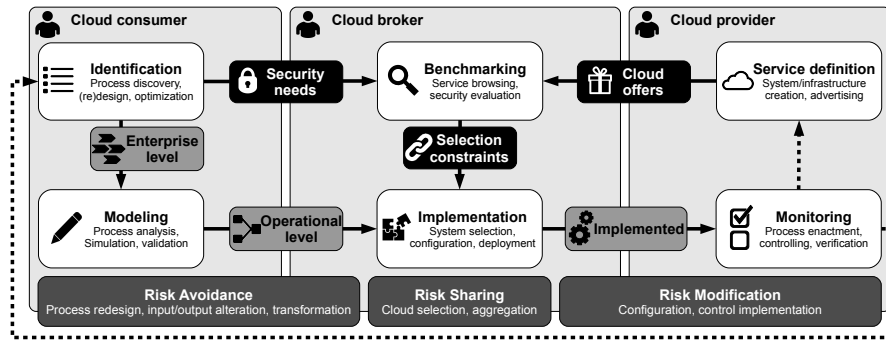 Cloud consumer
Cloud broker
Cloud provider
Identification
Process discovery,
(re)design, optimization
Security
needs
Benchmarking
Service browsing,
security evaluation
Cloud
offers
Service definition
System/infrastructure
creation, advertising
Enterprise
level
Selection
constraints
Modeling
Process analysis,
Simulation, validation
Operational
level
Implementation
System selection,
configuration, deployment
Implemented
Monitoring
Process enactment,
controlling, verification
Risk Avoidance
Process redesign, input/output alteration, transformation
Risk Sharing
Cloud selection, aggregation
Risk Modification
Configuration, control implementation